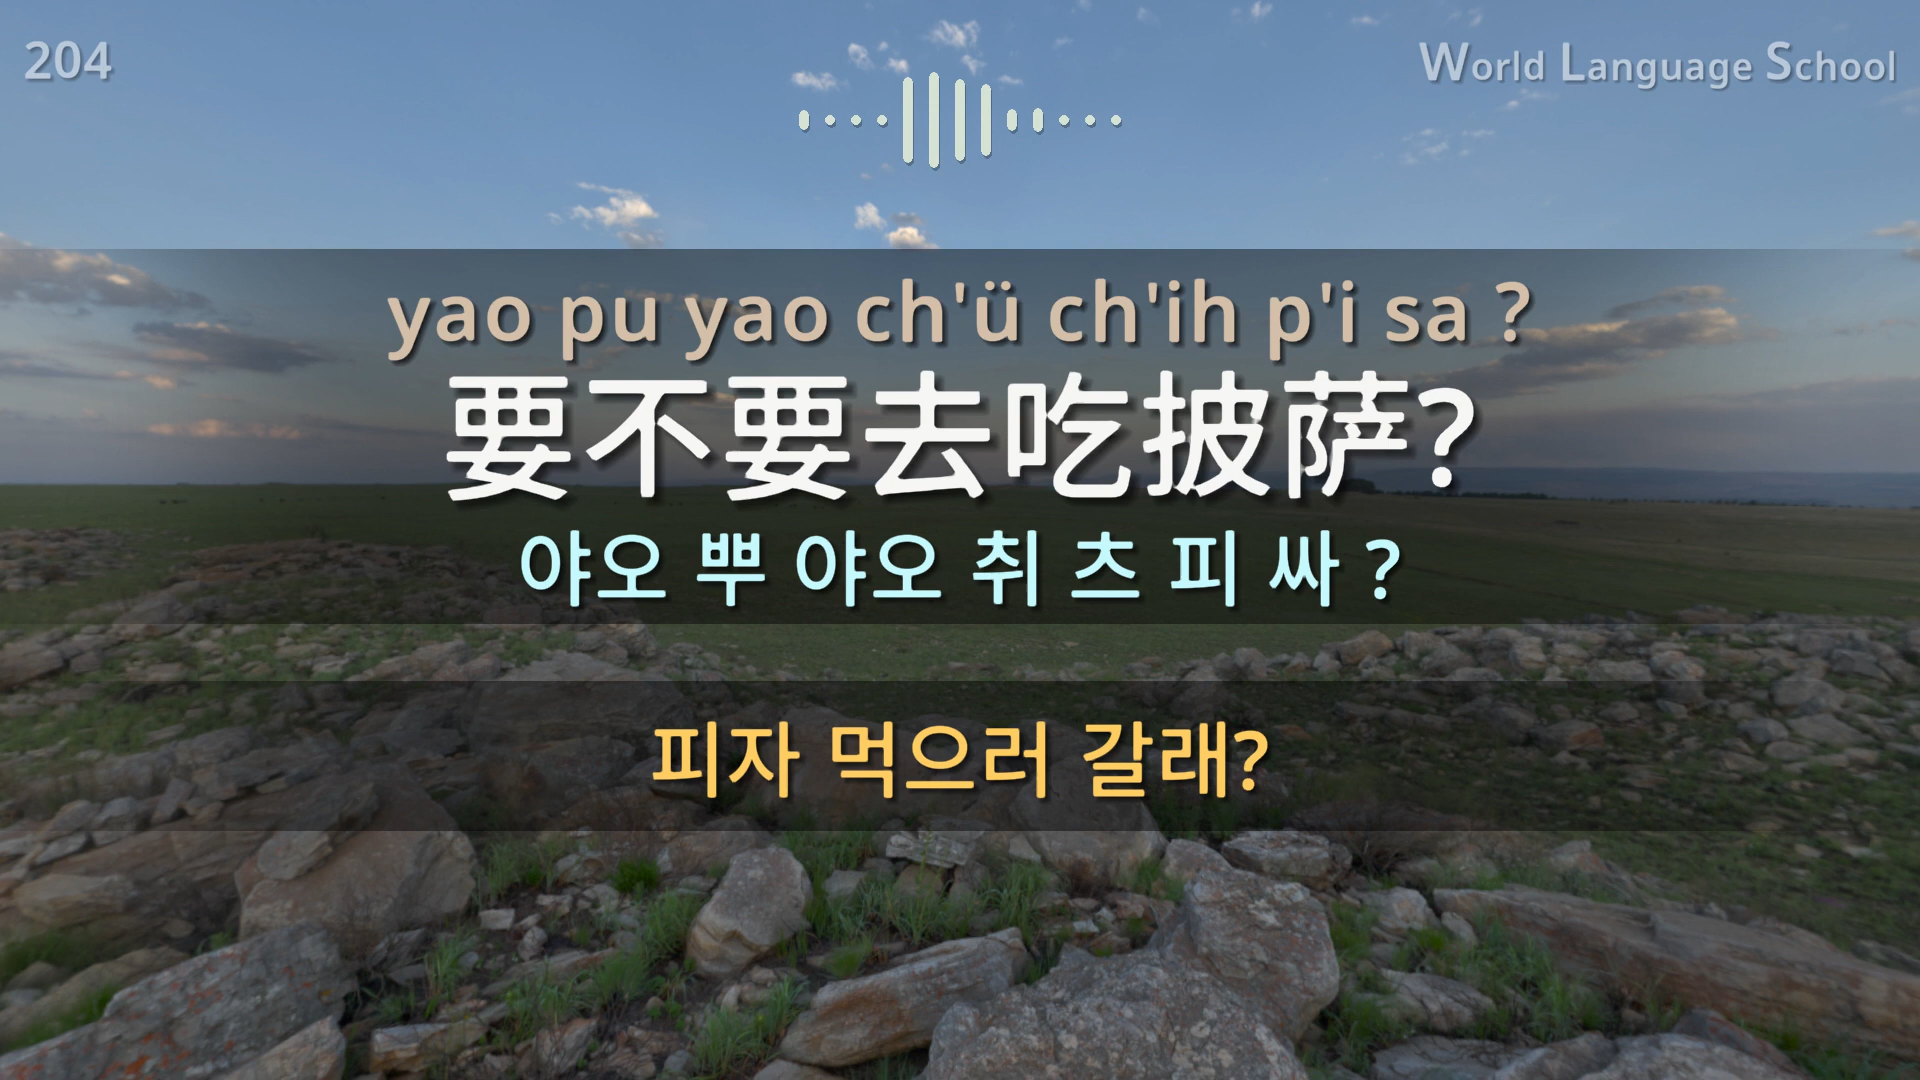 204
World Language School
yao pu yao ch'ü ch'ih p'i sa ?
要不要去吃披萨?
야오 뿌 야오 취 츠 피 싸 ?
피자 먹으러 갈래?